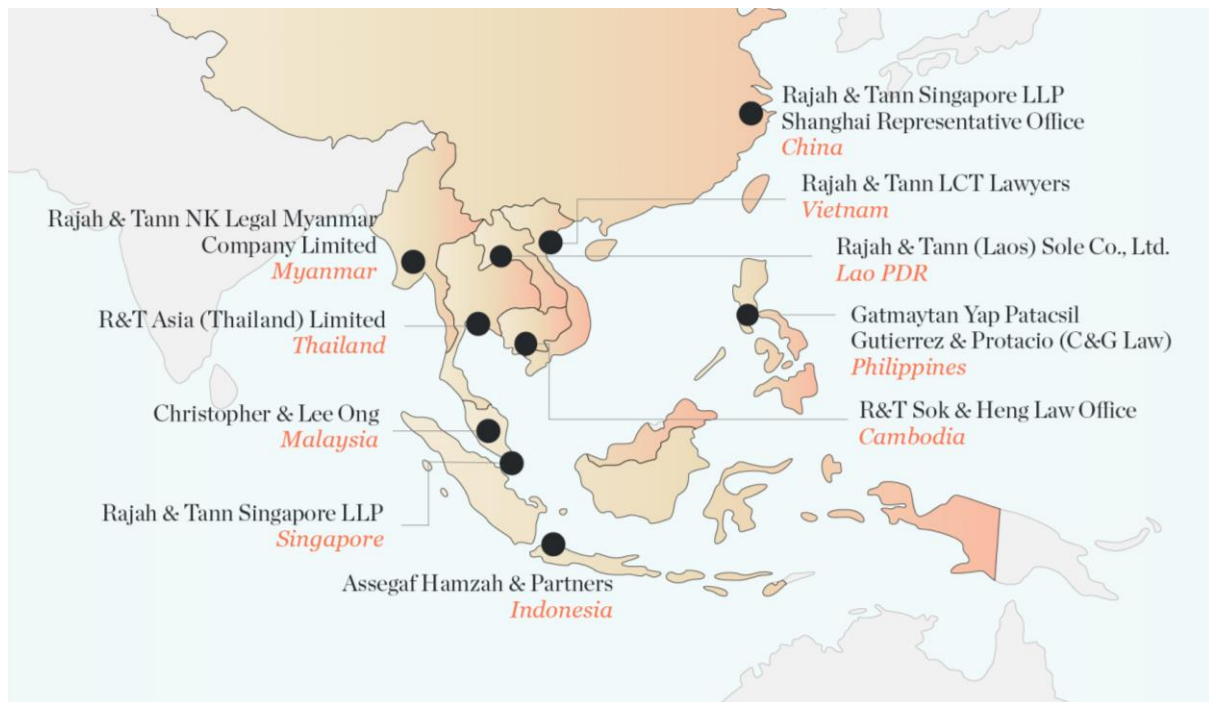 Rajah & Tann Singapore LLP
Shanghai Representative Office
China
Rajah & Tann LCT Lawyers
Vietnam
Rajah & Tann NK Legal Myanmar
Company Limited
Myanmar
Rajah & Tann (Laos) Sole Co., Ltd.
Lao PDR
R&T Asia (Thailand) Limited
Thailand
Gatmaytan Yap Patacsil
Gutierrez & Protacio (C&G Law)
Philippines
Christopher & Lee Ong
Malaysia
R&T Sok & Heng Law Office
Cambodia
Rajah & Tann Singapore LLP
Singapore
Assegaf Hamzah & Partners
Indonesia